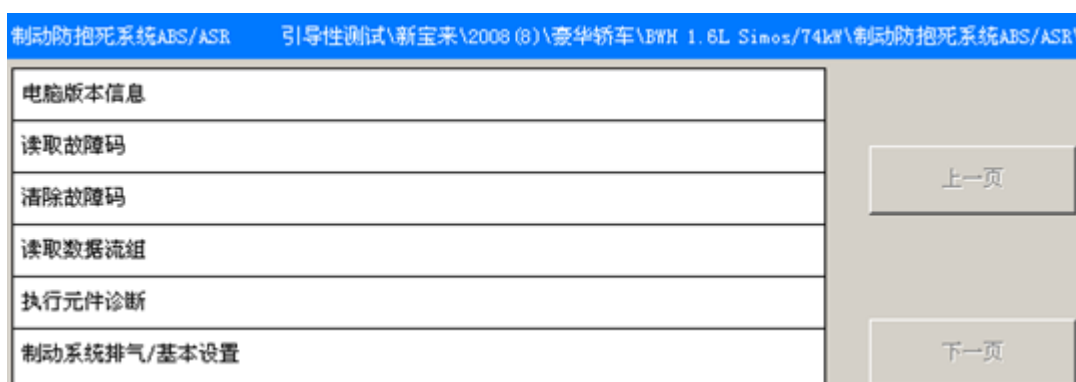 制动防抱死系统ABS/ASR 引导性测试\新宝来\2008(8)\豪华轿车\BWH 1.6L Simos/74kW\制动防抱死系统ABS/ASR\
电脑版本信息
读取故障码
上一页
清除故障码
读取数据流组
执行元件诊断
制动系统排气/基本设置
下一页